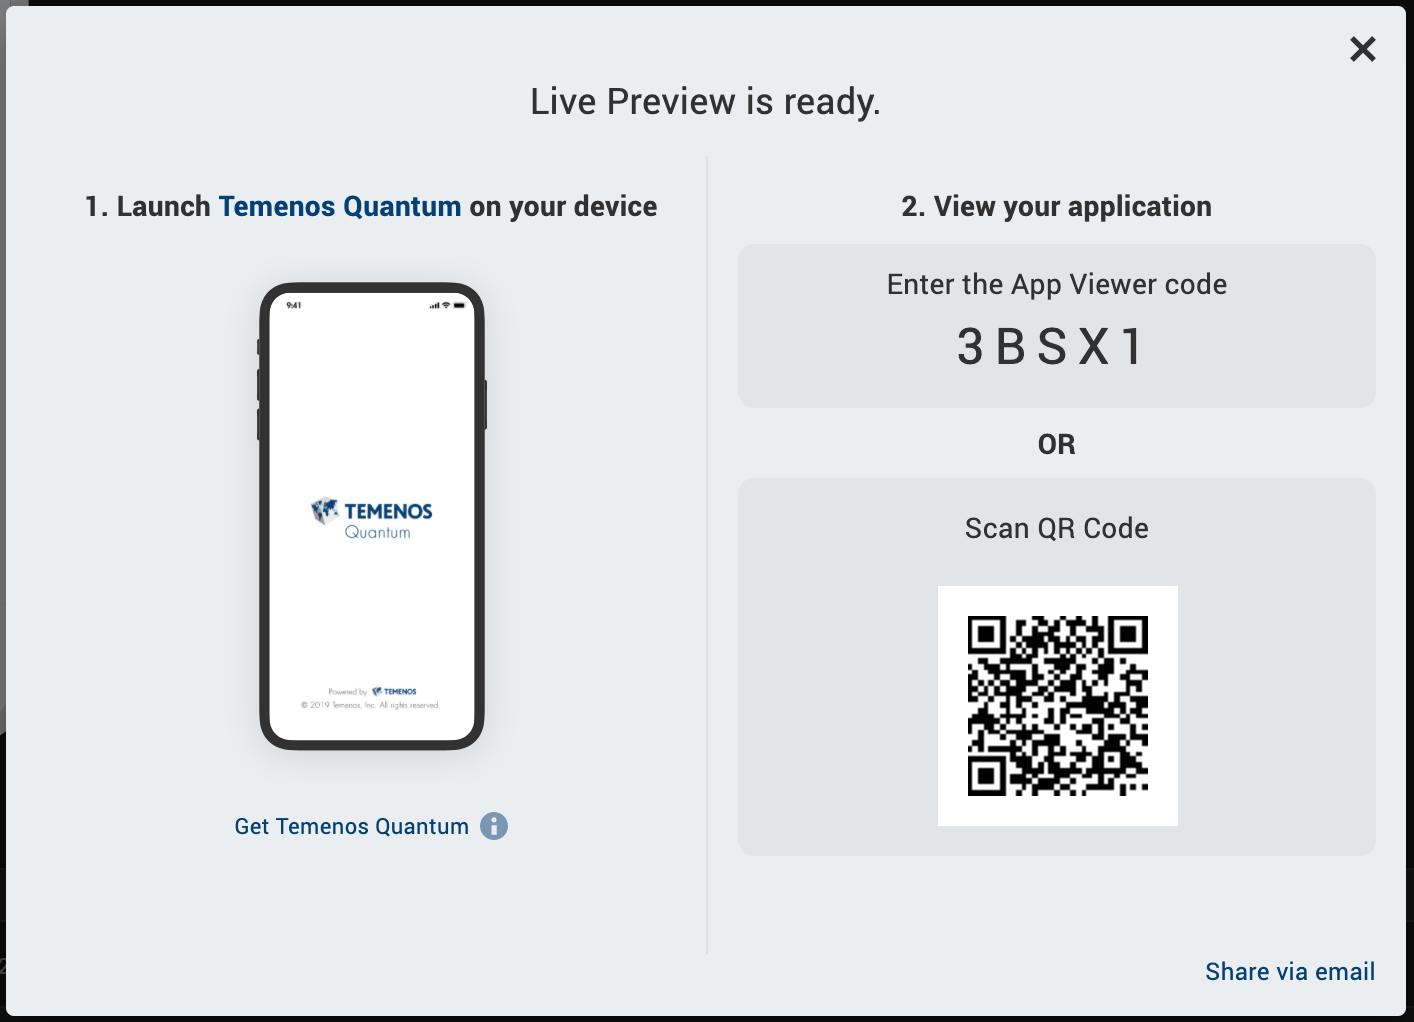 Live Preview is ready.
1. Launch Temenos Quantum on your device
9:41
TEMENOS
Quantum
Powered by TEMENOS
© 2019 Temenos, Inc. All rights reserved.
Get Temenos Quantum
2. View your application
Enter the App Viewer code
3BSX1
OR
Scan QR Code
Share via email